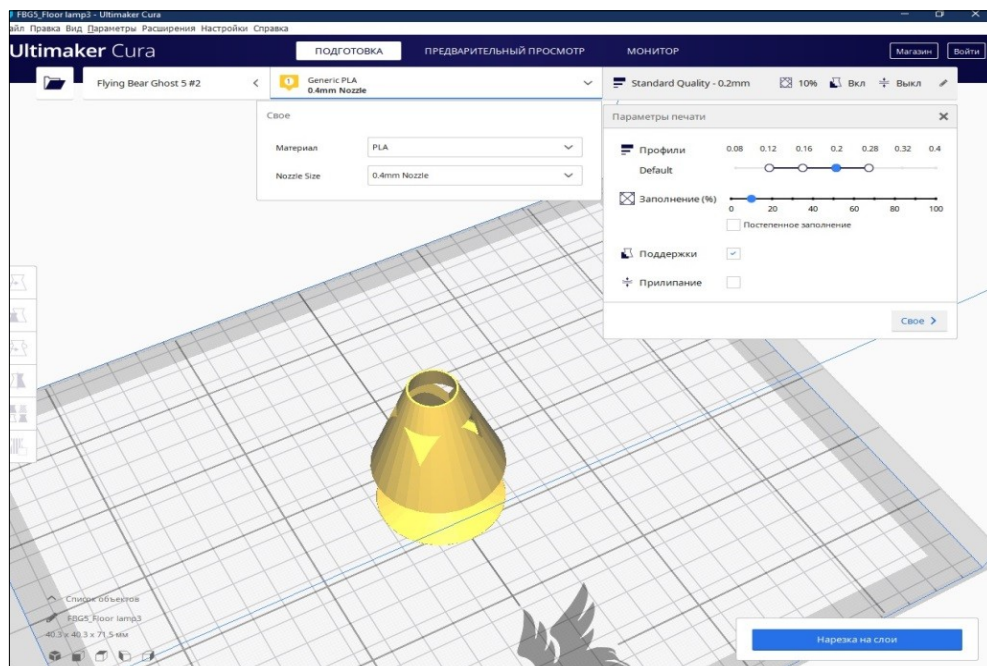 FBG5_Floor lamp3 - Ultimaker Cura
айл Правка Вид Параметры Расширения Настройки Справка
Ultimaker Cura ПОДГОТОВКА ПРЕДВАРИТЕЛЬНЫЙ ПРОСМОТР МОНИТОР Магазин Войти
Flying Bear Ghost 5 #2
1 Generic PLA
0.4mm Nozzle
Standard Quality - 0.2mm 10% Вкл Выкл
Свое
Материал PLA
Nozzle Size 0.4mm Nozzle
Параметры печати
Профили 0.08 0.12 0.16 0.2 0.28 0.32 0.4
Default
Заполнение (%)
0 20 40 60 80 100
Постепенное заполнение
Поддержки
Прилипание
Свое
Список объектов
FBG5_Floor lamp3
40.3 x 40.3 x 71.5 мм
Нарезка на слои